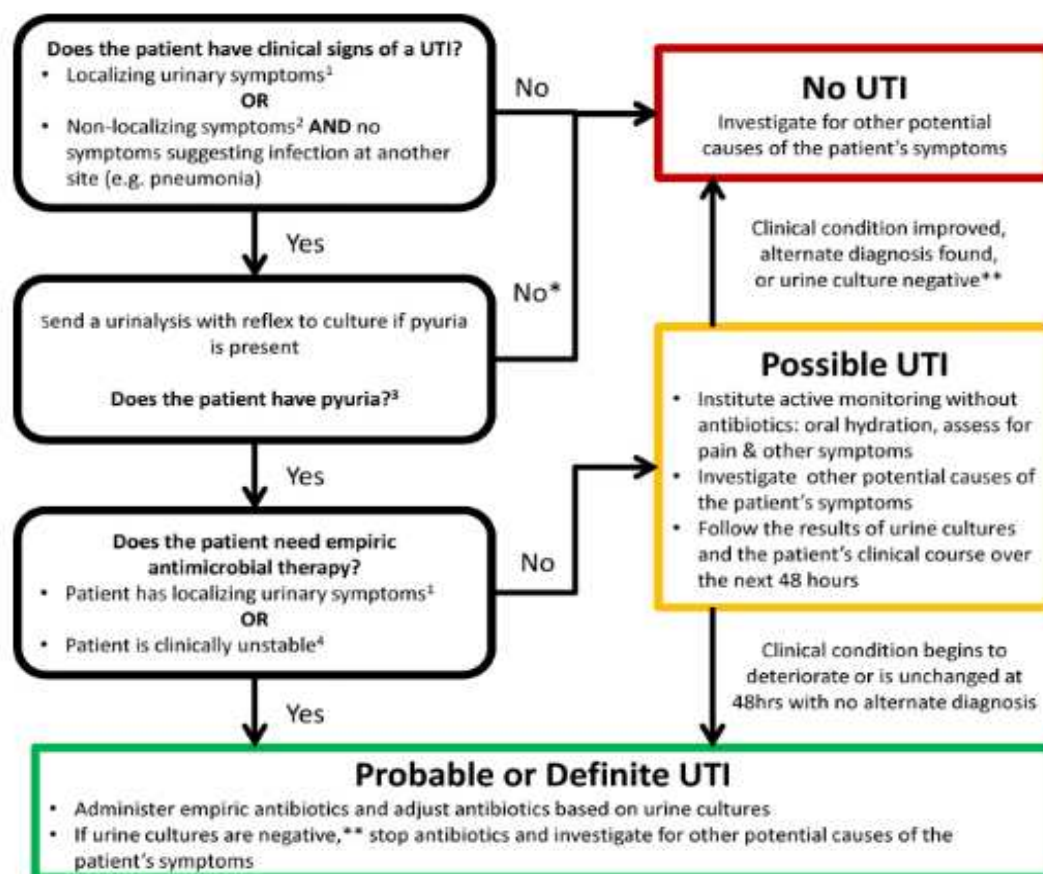 Does the patient have clinical signs of a UTI?
• Localizing urinary symptoms¹
OR
• Non-localizing symptoms² AND no
symptoms suggesting infection at another
site (e.g. pneumonia)
No
No UTI
Investigate for other potential
causes of the patient's symptoms
Yes
No*
Clinical condition improved,
alternate diagnosis found,
or urine culture negative**
Send a urinalysis with reflex to culture if pyuria
is present
Does the patient have pyuria?³
Possible UTI
• Institute active monitoring without
antibiotics: oral hydration, assess for
pain & other symptoms
• Investigate other potential causes of
the patient's symptoms
• Follow the results of urine cultures
and the patient's clinical course over
the next 48 hours
Yes
Does the patient need empiric
antimicrobial therapy?
• Patient has localizing urinary symptoms¹
OR
• Patient is clinically unstable⁴
No
Clinical condition begins to
deteriorate or is unchanged at
48hrs with no alternate diagnosis
Yes
Probable or Definite UTI
• Administer empiric antibiotics and adjust antibiotics based on urine cultures
• If urine cultures are negative,** stop antibiotics and investigate for other potential causes of the
patient's symptoms